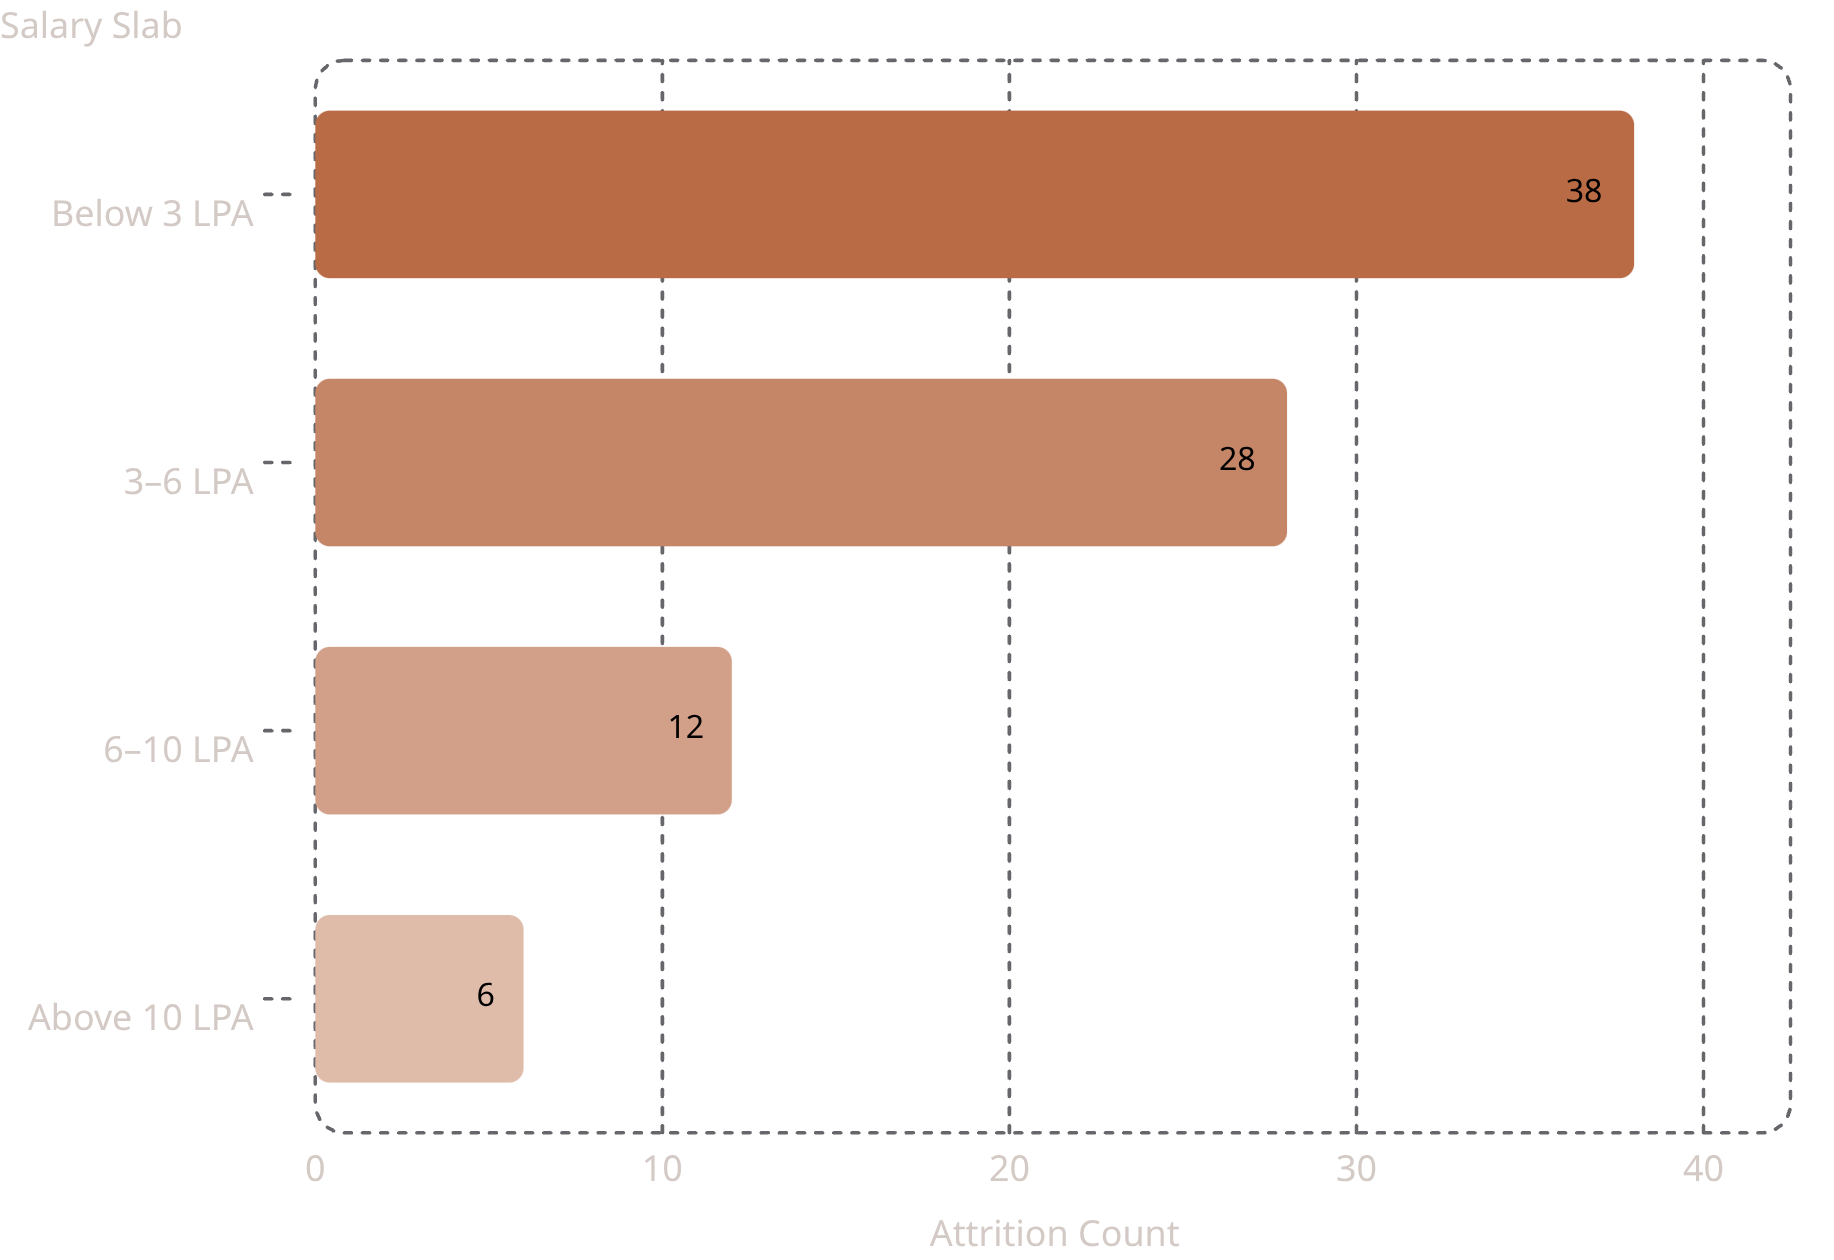 Salary Slab
Below 3 LPA
38
3–6 LPA
28
6–10 LPA
12
Above 10 LPA
6
0 10 20 30 40
Attrition Count